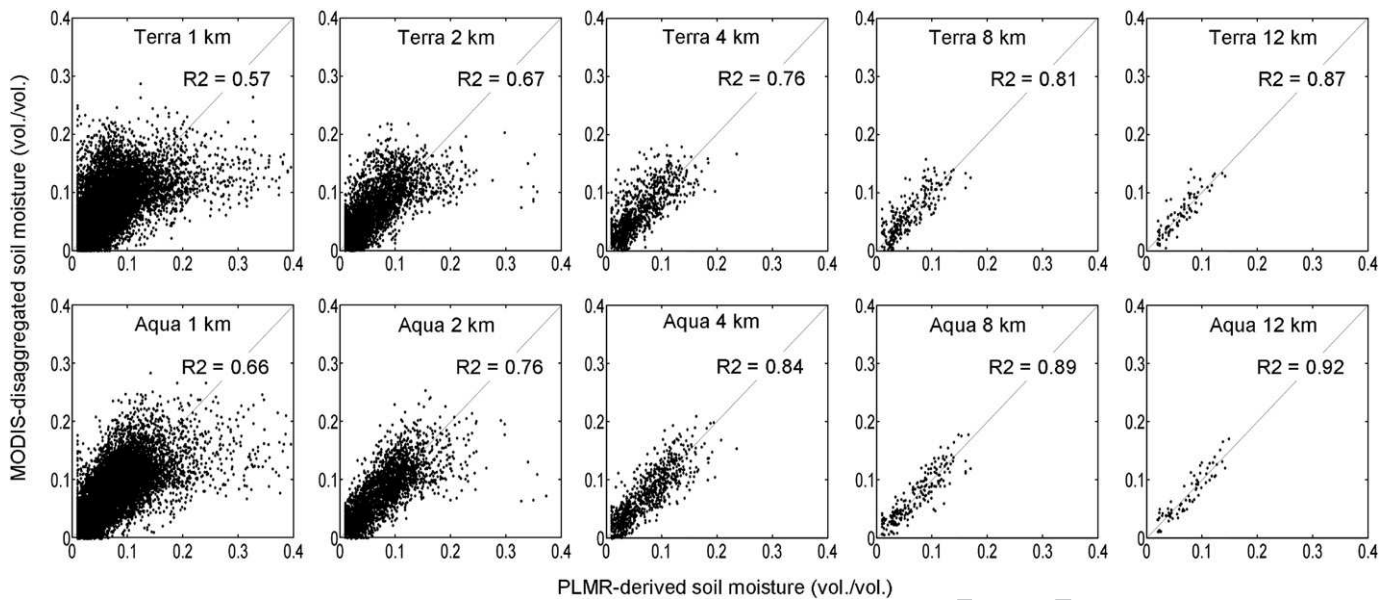 MODIS-disaggregated soil moisture (vol./vol.)
0.4
0.3
0.2
0.1
0
Terra 1 km
R2 = 0.57
0 0.1 0.2 0.3 0.4
0.4
0.3
0.2
0.1
0
Terra 2 km
R2 = 0.67
0 0.1 0.2 0.3 0.4
0.4
0.3
0.2
0.1
0
Terra 4 km
R2 = 0.76
0 0.1 0.2 0.3 0.4
0.4
0.3
0.2
0.1
0
Terra 8 km
R2 = 0.81
0 0.1 0.2 0.3 0.4
0.4
0.3
0.2
0.1
0
Terra 12 km
R2 = 0.87
0 0.1 0.2 0.3 0.4
0.4
0.3
0.2
0.1
0
Aqua 1 km
R2 = 0.66
0 0.1 0.2 0.3 0.4
0.4
0.3
0.2
0.1
0
Aqua 2 km
R2 = 0.76
0 0.1 0.2 0.3 0.4
0.4
0.3
0.2
0.1
0
Aqua 4 km
R2 = 0.84
0 0.1 0.2 0.3 0.4
0.4
0.3
0.2
0.1
0
Aqua 8 km
R2 = 0.89
0 0.1 0.2 0.3 0.4
0.4
0.3
0.2
0.1
0
Aqua 12 km
R2 = 0.92
0 0.1 0.2 0.3 0.4
PLMR-derived soil moisture (vol./vol.)